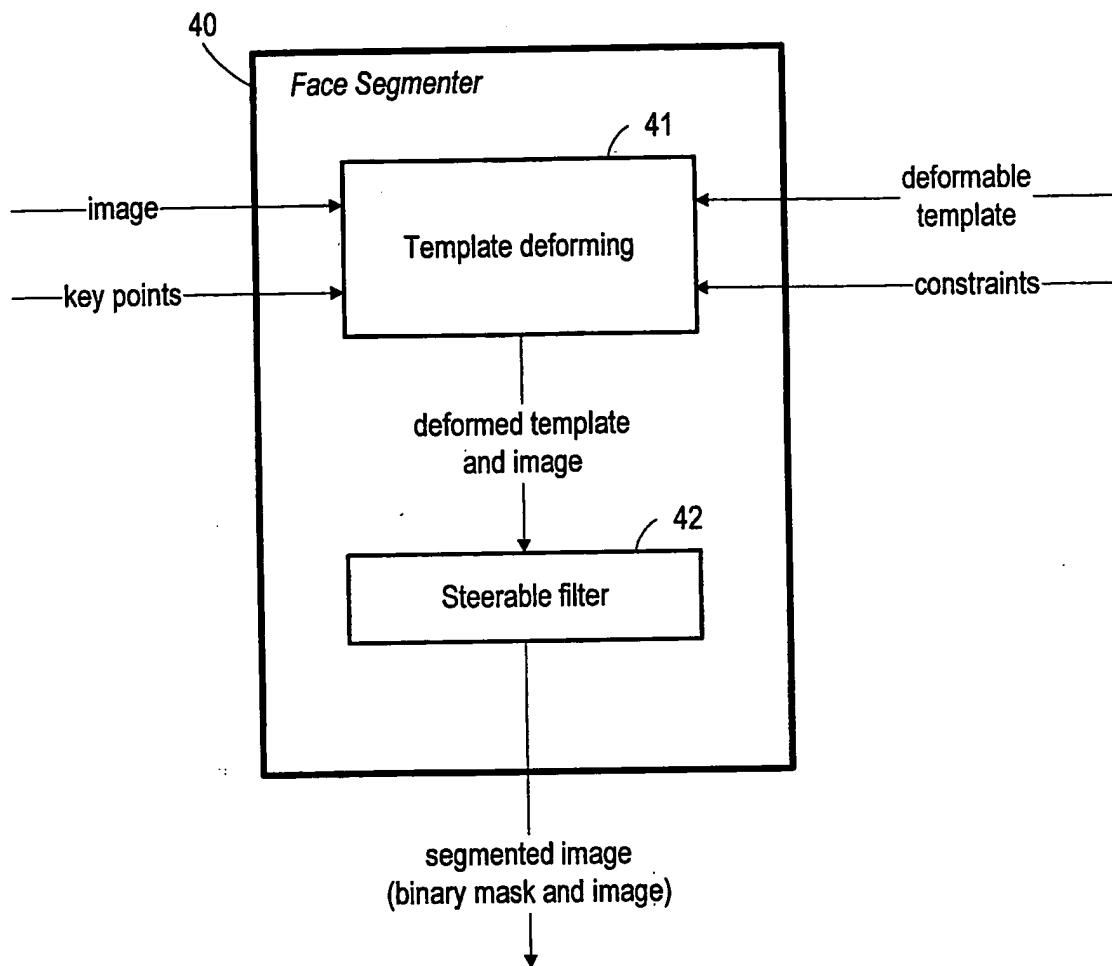 40
Face Segmenter
41
image
key points
Template deforming
deformable
template
constraints
deformed template
and image
42
Steerable filter
segmented image
(binary mask and image)